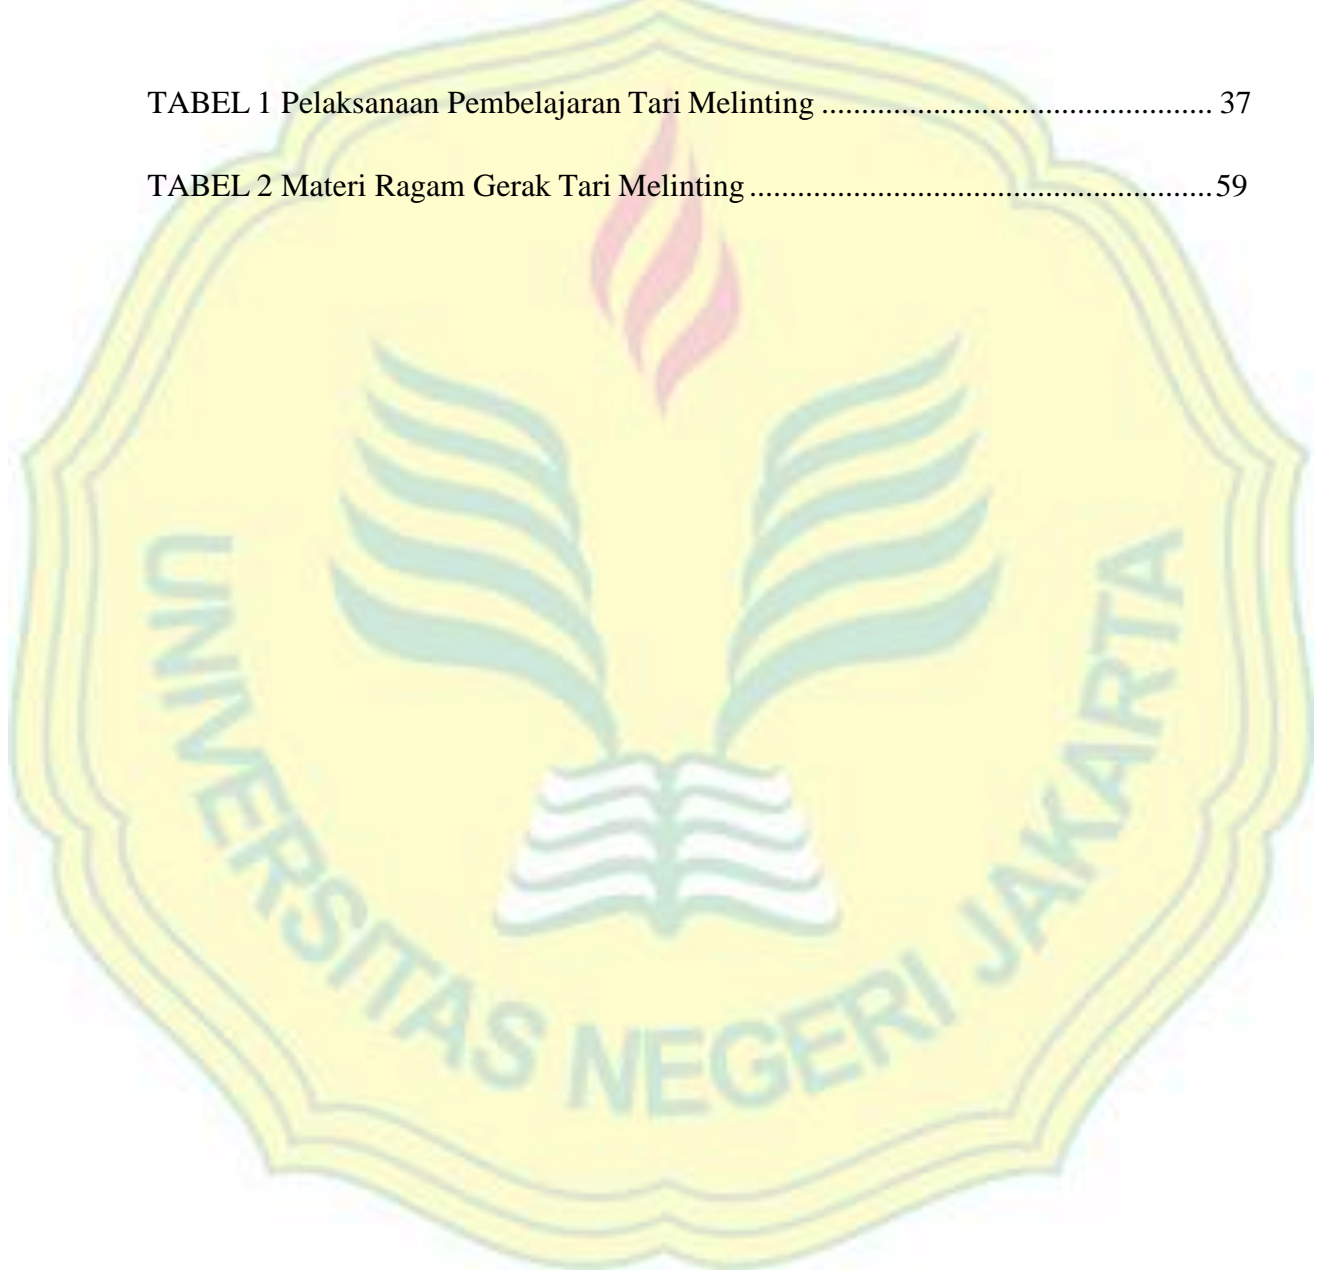 TABEL 1 Pelaksanaan Pembelajaran Tari Melinting ................................................. 37
TABEL 2 Materi Ragam Gerak Tari Melinting ..........................................................59
UNIVERSITAS NEGERI JAKARTA